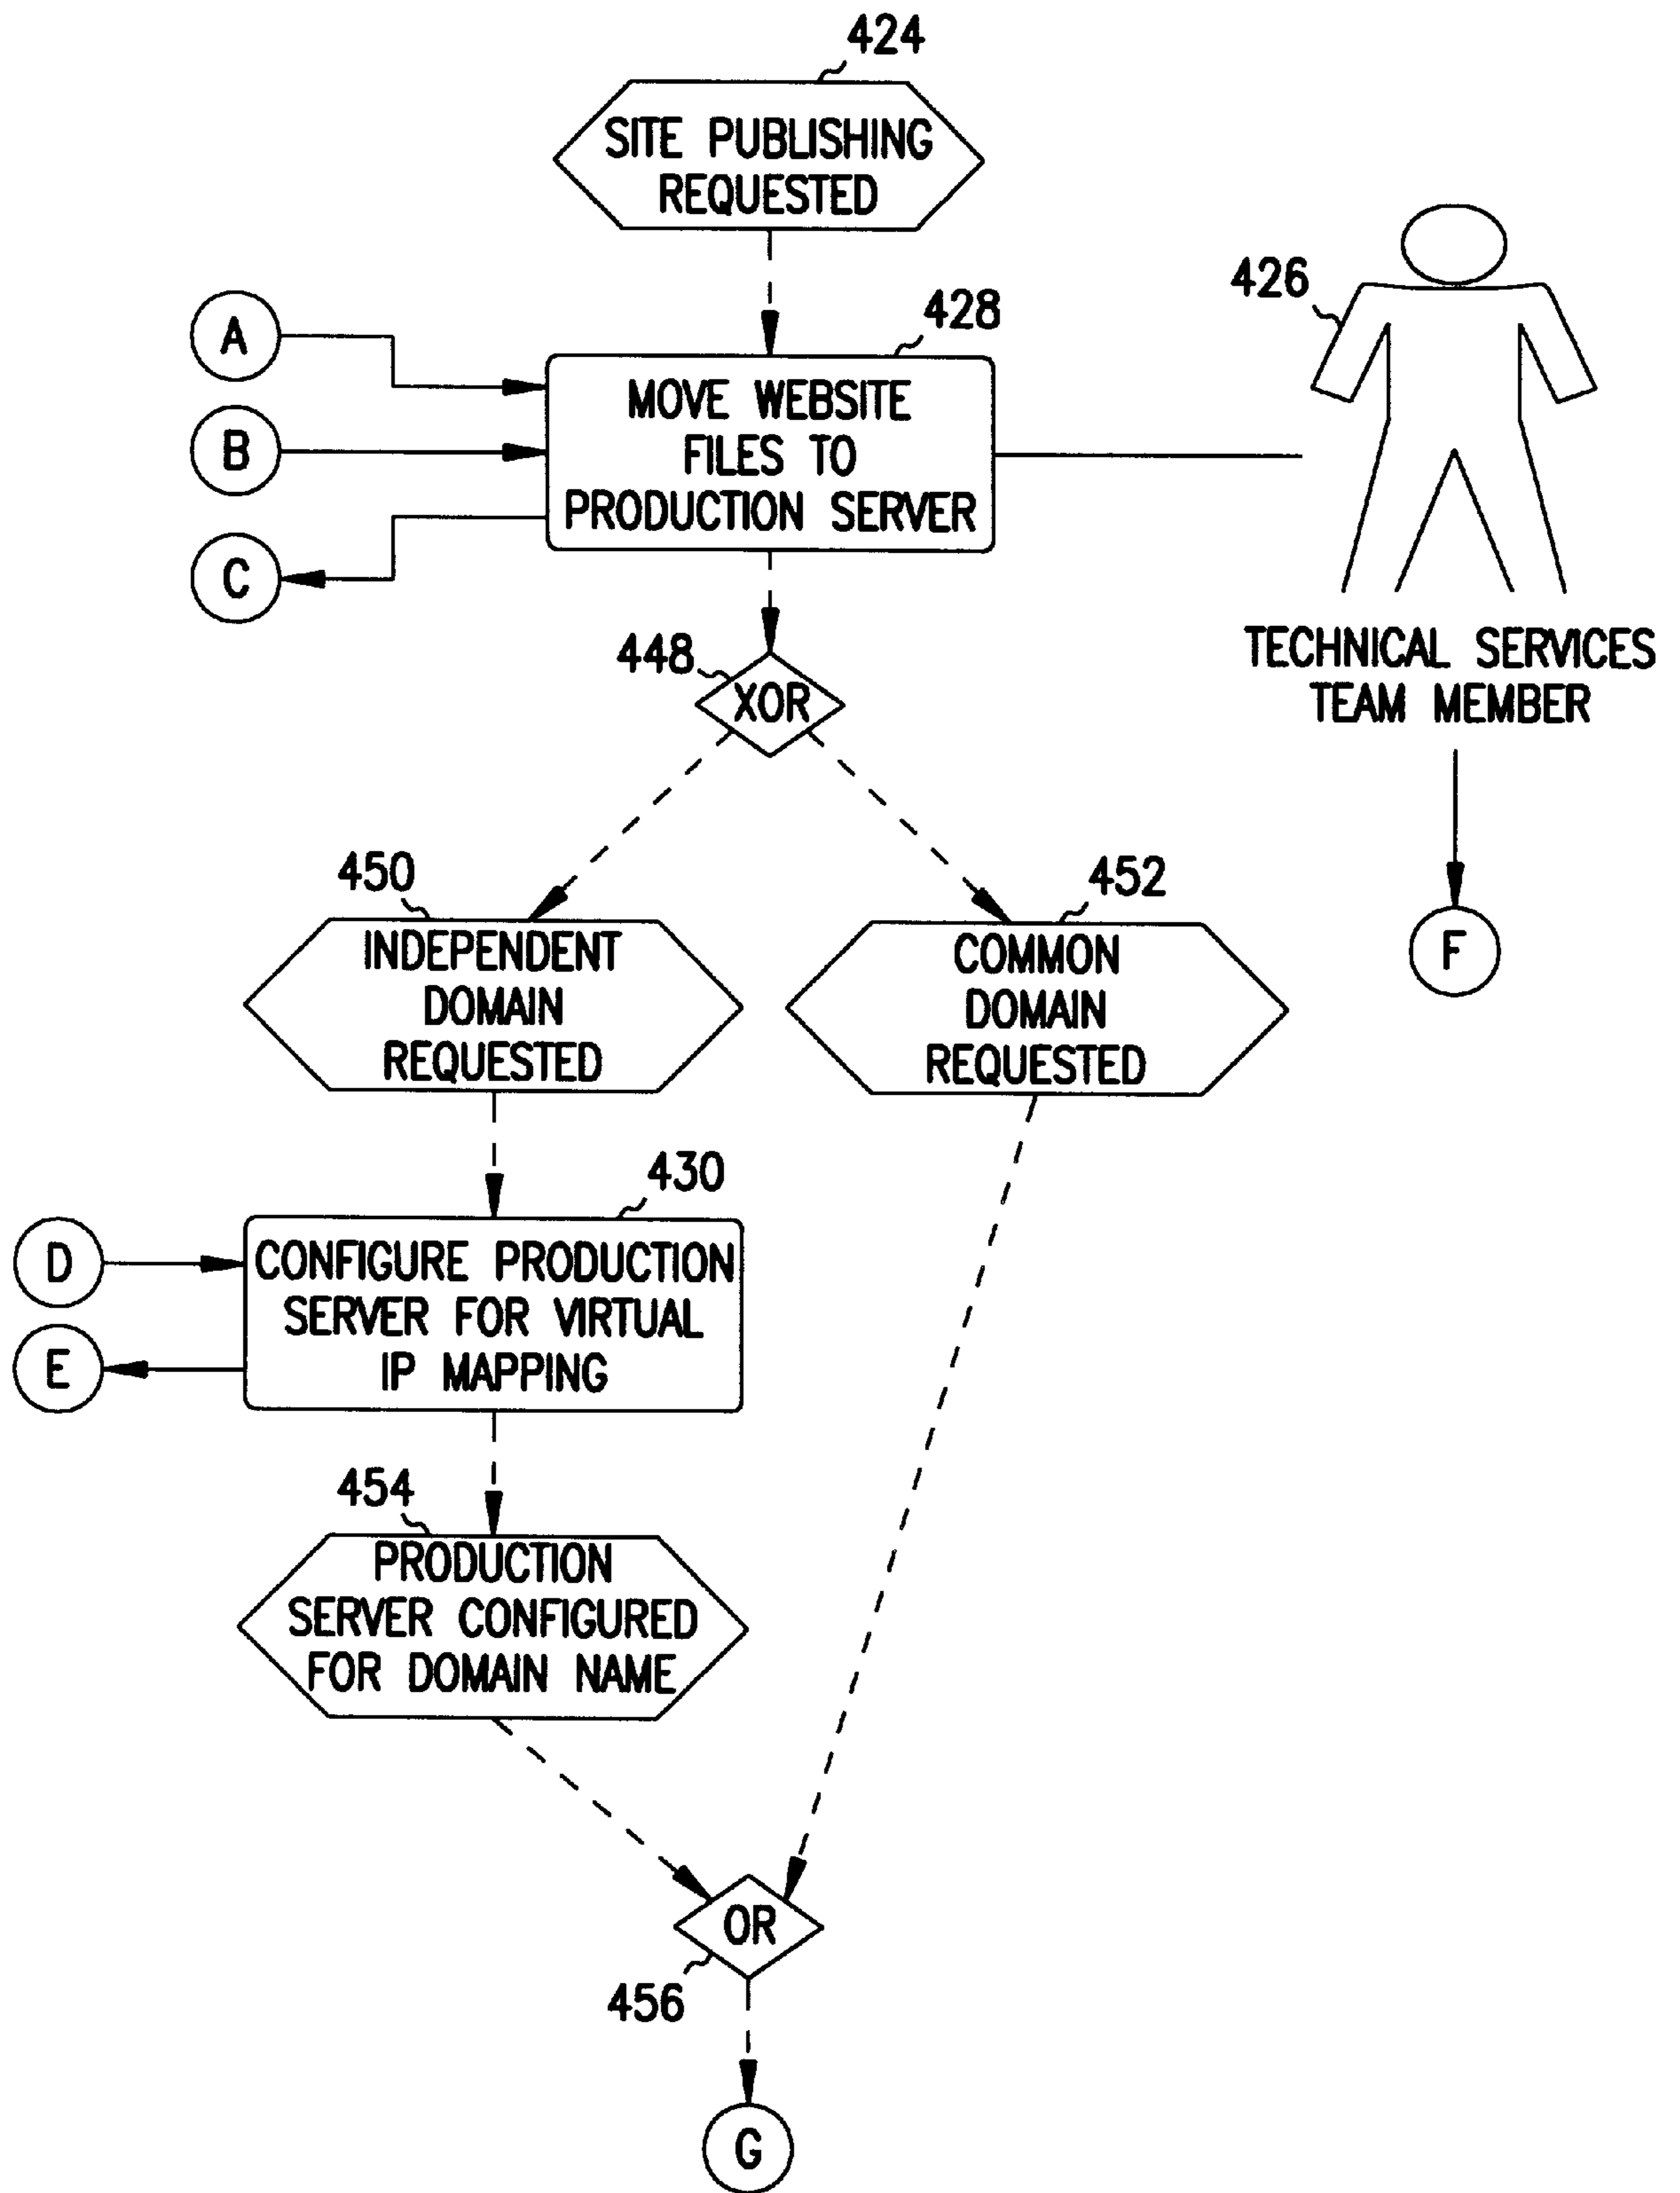 424
SITE PUBLISHING
REQUESTED
426
428
A
MOVE WEBSITE
FILES TO
PRODUCTION SERVER
B
C
448
XOR
TECHNICAL SERVICES
TEAM MEMBER
450
452
INDEPENDENT
DOMAIN
REQUESTED
COMMON
DOMAIN
REQUESTED
F
430
D
CONFIGURE PRODUCTION
SERVER FOR VIRTUAL
IP MAPPING
E
454
PRODUCTION
SERVER CONFIGURED
FOR DOMAIN NAME
OR
456
G